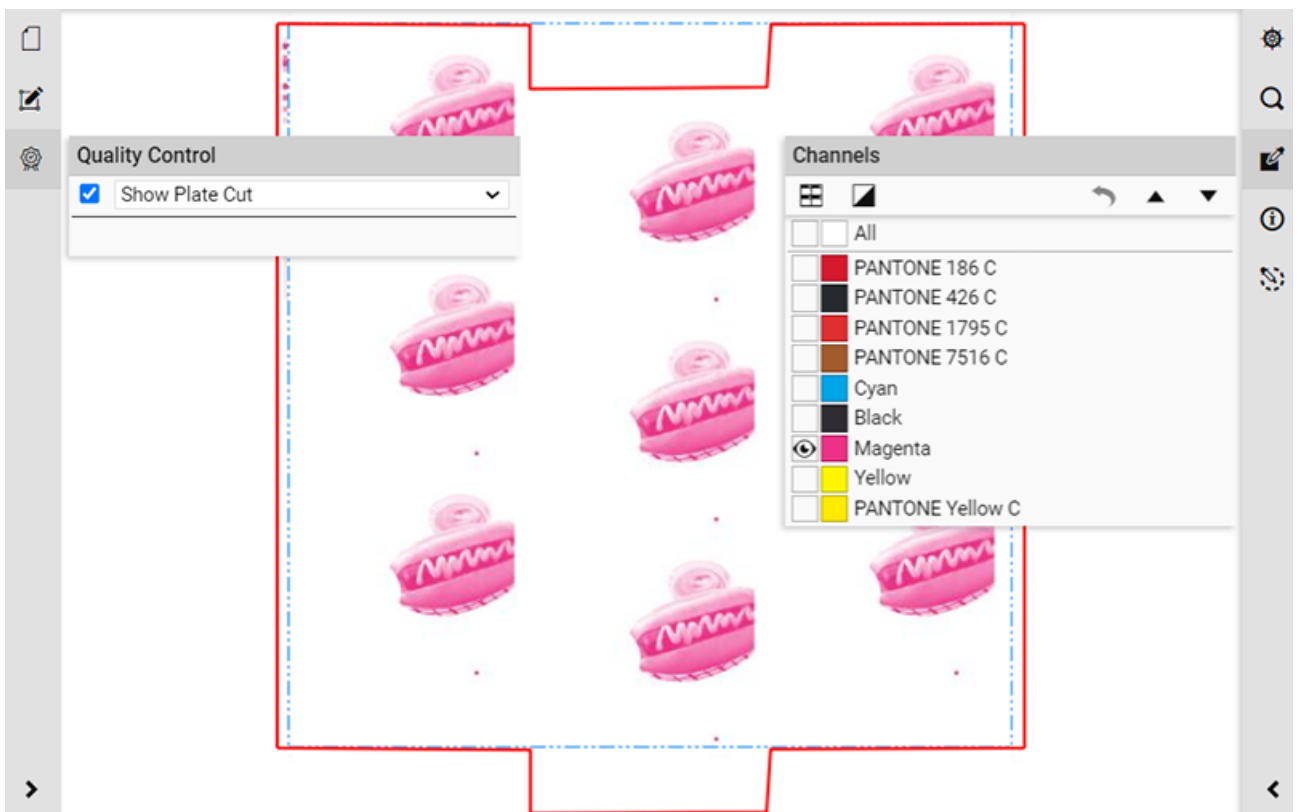 Quality Control
Show Plate Cut
Channels
All
PANTONE 186 C
PANTONE 426 C
PANTONE 1795 C
PANTONE 7516 C
Cyan
Black
Magenta
Yellow
PANTONE Yellow C